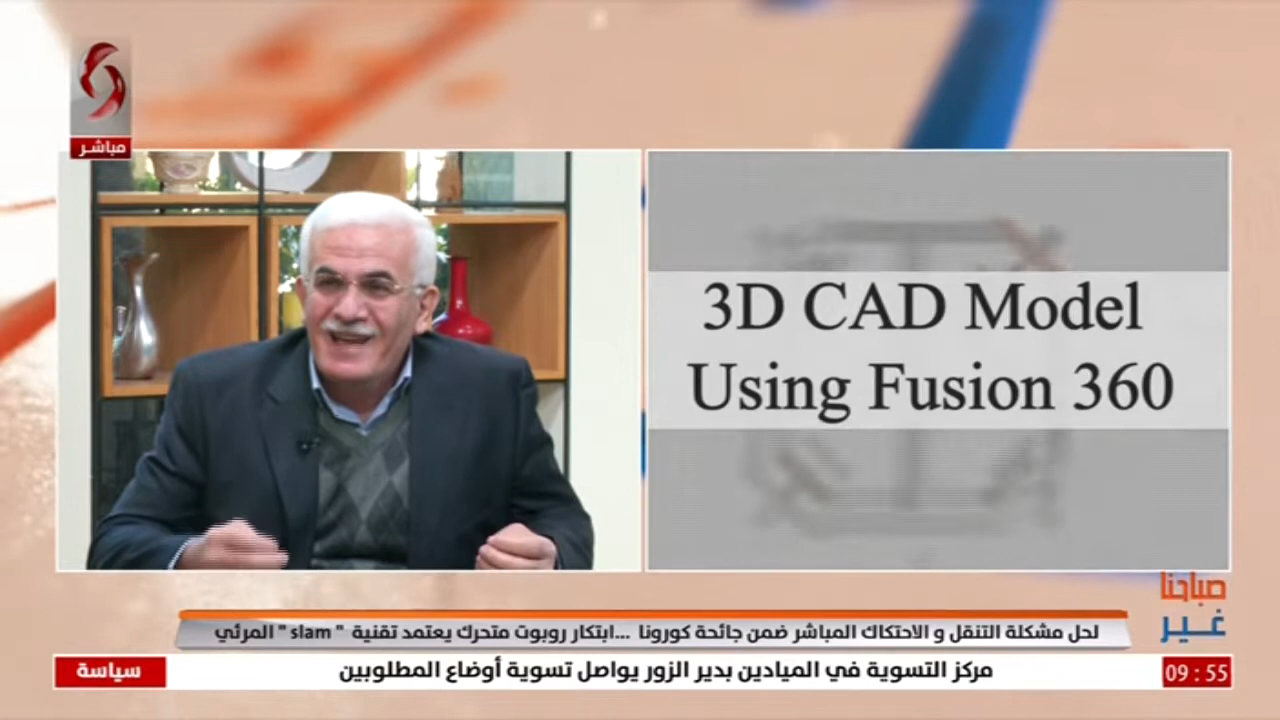 مباشر
3D CAD Model
Using Fusion 360
صباحنا
غير
لحل مشكلة التنقل و الاحتكاك المباشر ضمن جائحة كورونا ...ابتكار روبوت متحرك يعتمد تقنية " slam " المرئي
سياسة
مركز التسوية في الميادين بدير الزور يواصل تسوية أوضاع المطلوبين
09 : 55